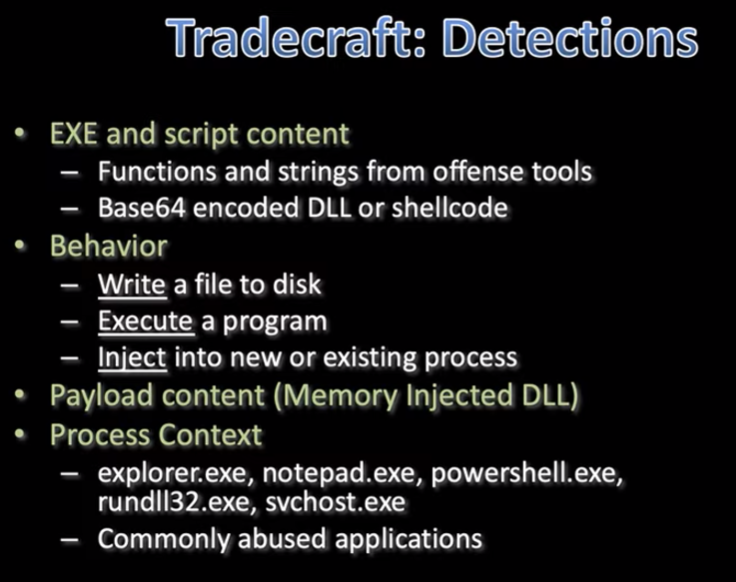 Tradecraft: Detections
• EXE and script content
– Functions and strings from offense tools
– Base64 encoded DLL or shellcode
• Behavior
– Write a file to disk
– Execute a program
– Inject into new or existing process
• Payload content (Memory Injected DLL)
• Process Context
– explorer.exe, notepad.exe, powershell.exe,
rundll32.exe, svchost.exe
– Commonly abused applications